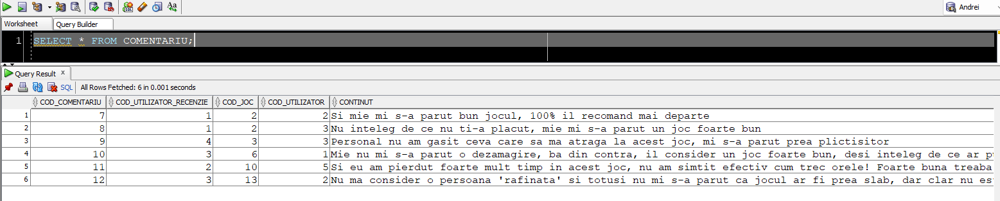 Andrei
Worksheet Query Builder
1 SELECT * FROM COMENTARIU;
Query Result x
SQL All Rows Fetched: 6 in 0.001 seconds
COD_COMENTARIU COD_UTILIZATOR_RECENZIE COD_JOC COD_UTILIZATOR CONTINUT
1 7 1 2 2 Si mie mi s-a parut bun jocul, 100% il recomand mai departe
2 8 1 2 3 Nu inteleg de ce nu ti-a placut, mie mi s-a parut un joc foarte bun
3 9 4 3 3 Personal nu am gasit ceva care sa ma atraga la acest joc, mi s-a parut prea plictisitor
4 10 3 6 1 Mie nu mi s-a parut o dezamagire, ba din contra, il consider un joc foarte bun, desi inteleg de ce ar
5 11 2 10 5 Si eu am pierdut foarte mult timp in acest joc, nu am simtit efectiv cum trec orele! Foarte buna treaba
6 12 3 13 2 Nu ma consider o persoana 'rafinata' si totusi nu mi s-a parut ca jocul ar fi prea slab, dar clar nu